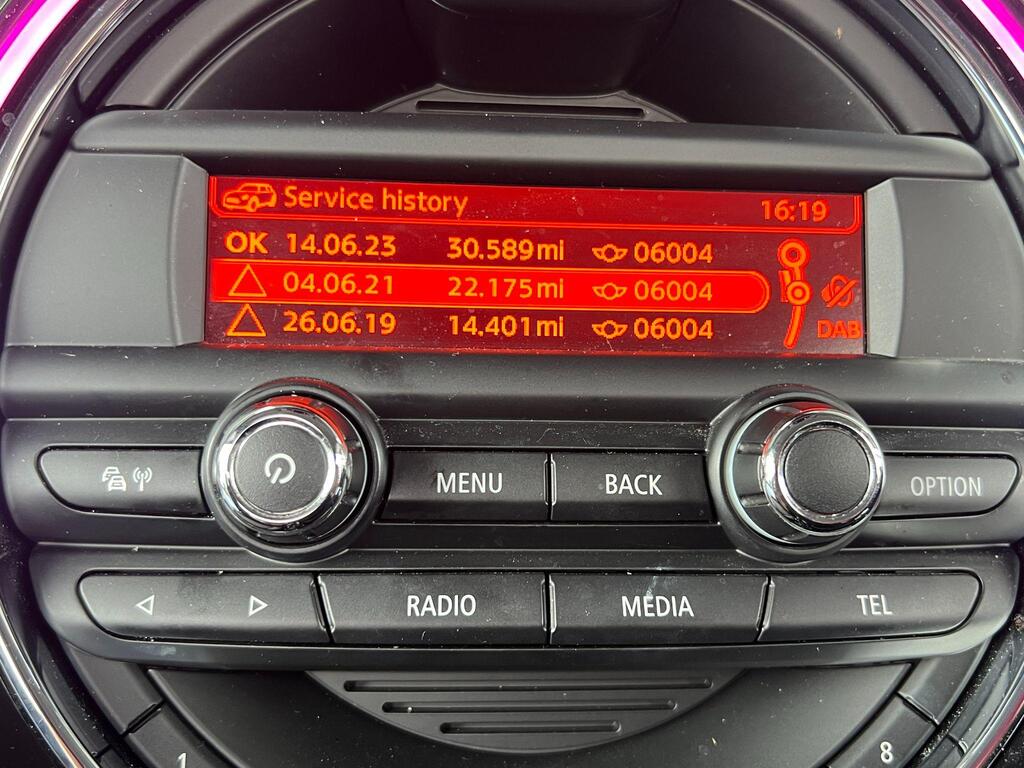 Service history 16:19
OK 14.06.23 30.589mi 06004
04.06.21 22.175mi 06004
26.06.19 14.401mi 06004
DAB
MENU BACK OPTION
RADIO MEDIA TEL
1 8